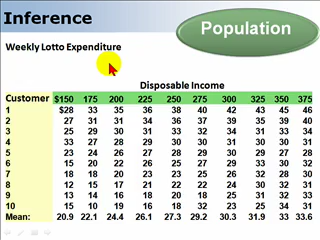 Inference
Population
Weekly Lotto Expenditure
Disposable Income
Customer $150 175 200 225 250 275 300 325 350 375
1 $28 33 35 36 38 40 42 43 45 46
2 27 31 31 34 36 37 39 35 39 40
3 25 29 30 31 33 32 34 31 33 34
4 33 27 28 29 30 30 31 34 31 31
5 23 24 26 27 28 29 30 29 27 28
6 15 20 22 26 25 27 29 33 30 32
7 18 18 20 23 23 25 26 32 28 30
8 12 15 17 21 22 22 24 30 32 31
9 13 14 16 18 20 18 25 31 32 33
10 15 10 19 16 18 32 23 25 34 31
Mean: 20.9 22.1 24.4 26.1 27.3 29.2 30.3 31.9 33 33.6